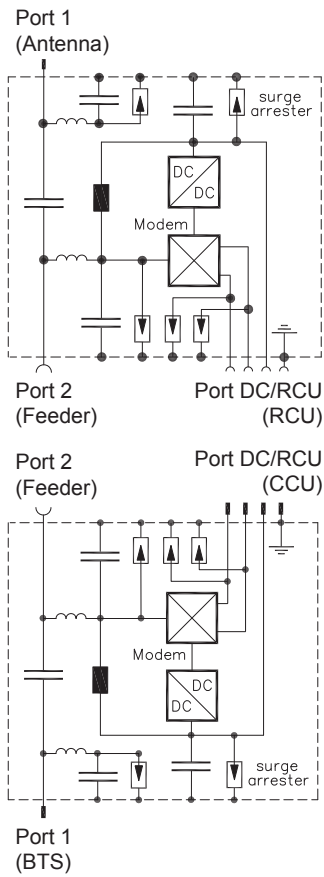 Port 1
(Antenna)
surge
arrester
DC
DC
Modem
Port 2
(Feeder)
Port DC/RCU
(RCU)
Port 2
(Feeder)
Port DC/RCU
(CCU)
Modem
DC
DC
surge
arrester
Port 1
(BTS)